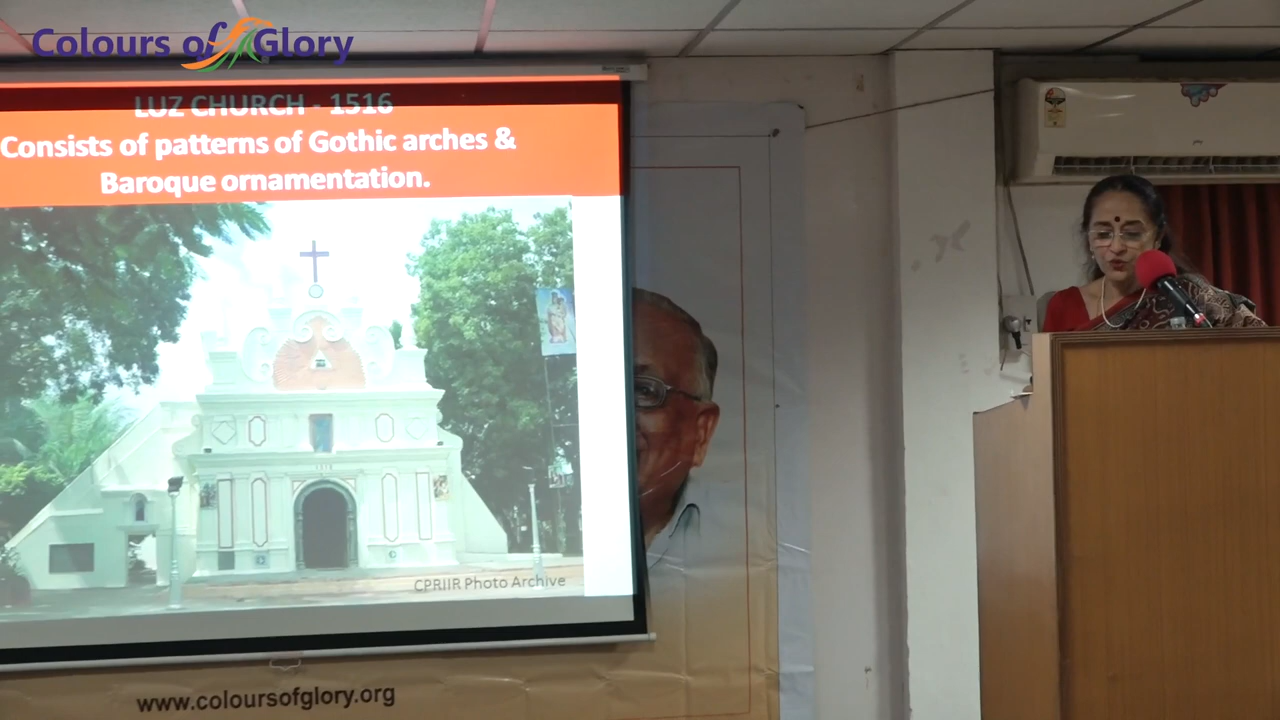 Colours of Glory
LUZ CHURCH - 1516
Consists of patterns of Gothic arches &
Baroque ornamentation.
CPRIIR Photo Archive
www.coloursofglory.org